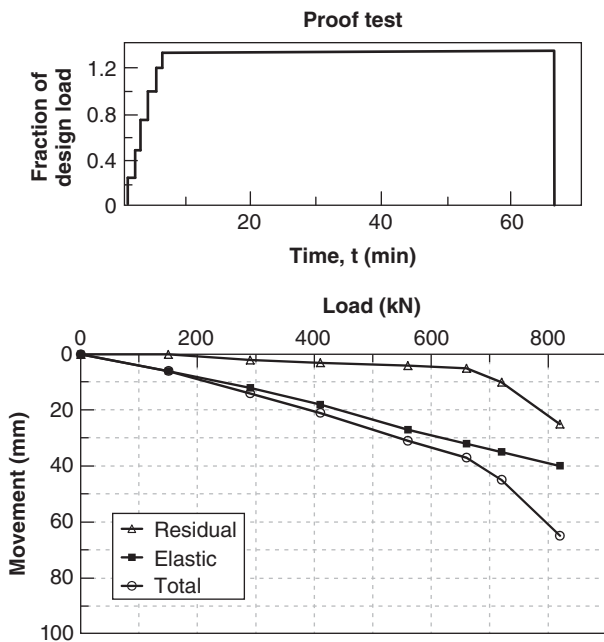 Proof test
Fraction of
design load
1.2
0.8
0.4
0
20
40
60
Time, t (min)
Load (kN)
0
200
400
600
800
Movement (mm)
0
20
40
60
80
100
Residual
Elastic
Total